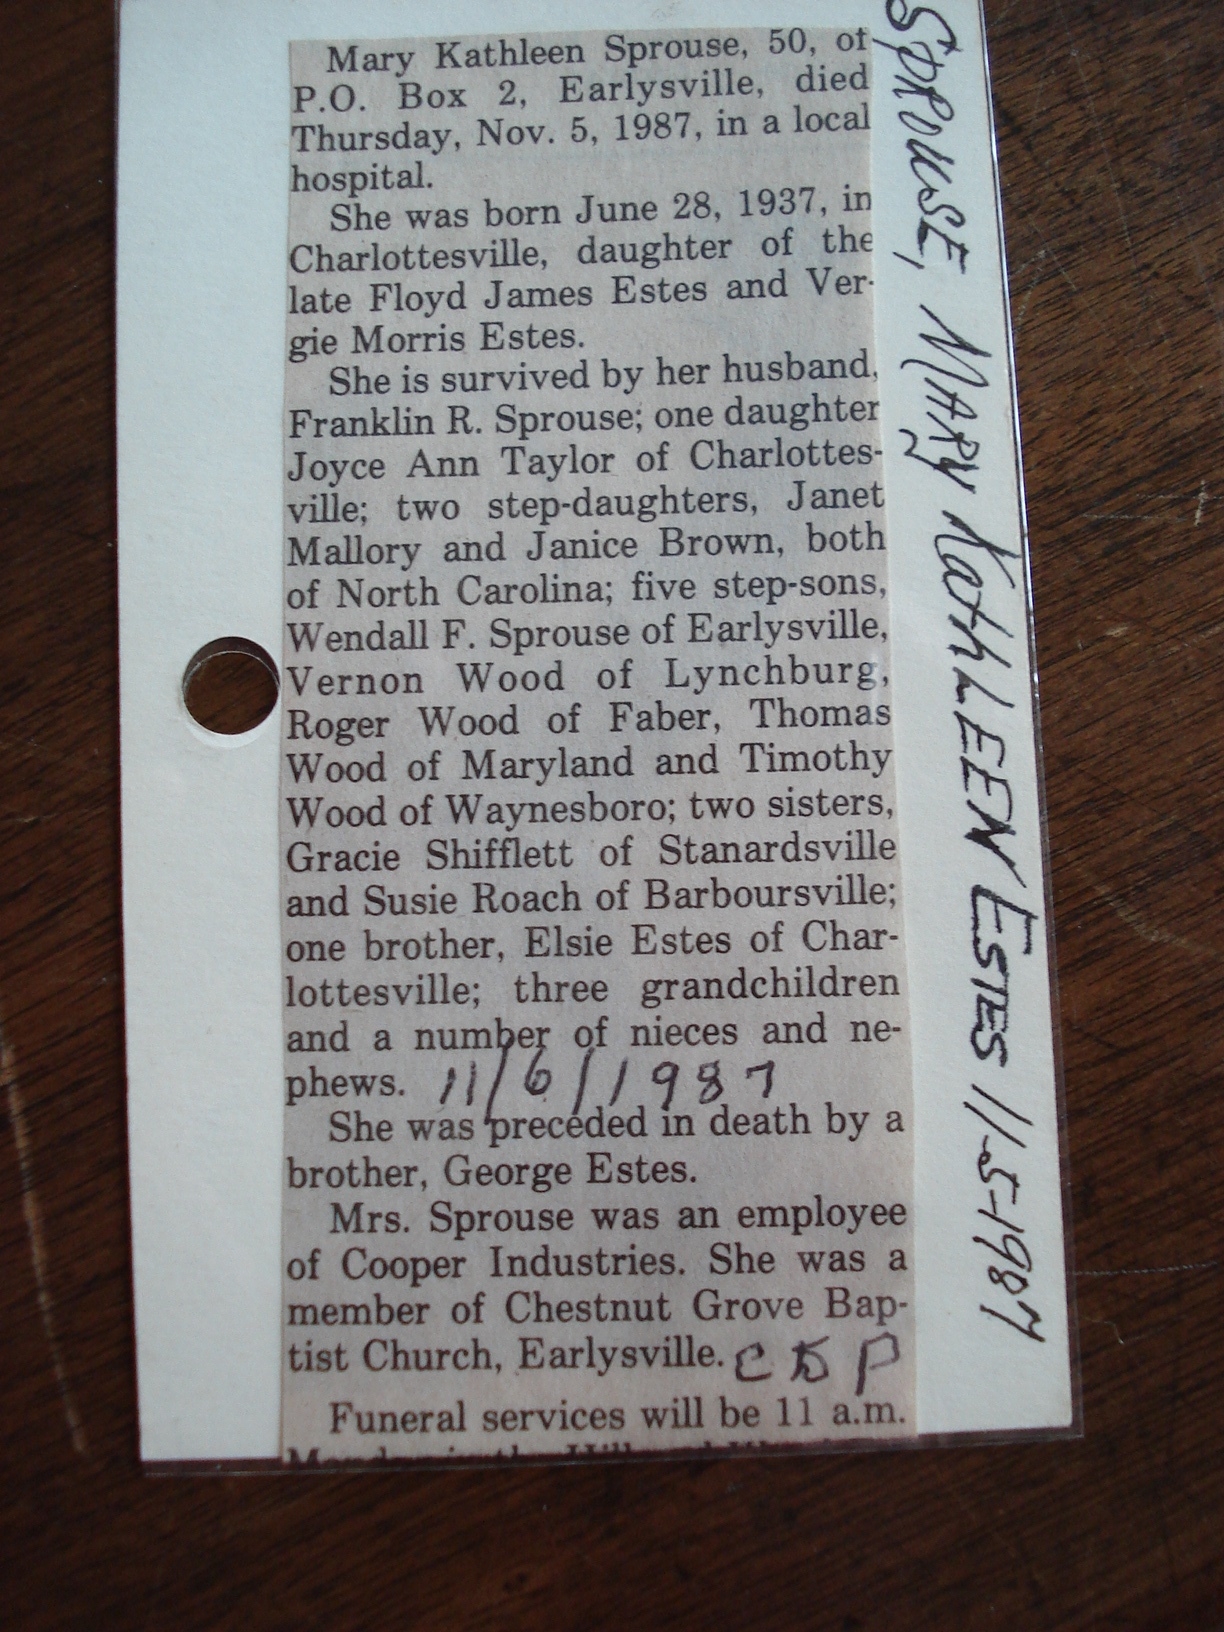 Mary Kathleen Sprouse, 50, of
P.O. Box 2, Earlysville, died
Thursday, Nov. 5, 1987, in a local
hospital.
She was born June 28, 1937, in
Charlottesville, daughter of the
late Floyd James Estes and Ver-
gie Morris Estes.
She is survived by her husband,
Franklin R. Sprouse; one daughter
Joyce Ann Taylor of Charlottes-
ville; two step-daughters, Janet
Mallory and Janice Brown, both
of North Carolina; five step-sons,
Wendall F. Sprouse of Earlysville,
Vernon Wood of Lynchburg,
Roger Wood of Faber, Thomas
Wood of Maryland and Timothy
Wood of Waynesboro; two sisters,
Gracie Shifflett of Stanardsville
and Susie Roach of Barboursville;
one brother, Elsie Estes of Char-
lottesville; three grandchildren
and a number of nieces and ne-
phews. 11/6/1987
She was preceded in death by a
brother, George Estes.
Mrs. Sprouse was an employee
of Cooper Industries. She was a
member of Chestnut Grove Bap-
tist Church, Earlysville. CDP
Funeral services will be 11 a.m.
SPROUSE, MARY KathLEEN ESTES 11-5-1987